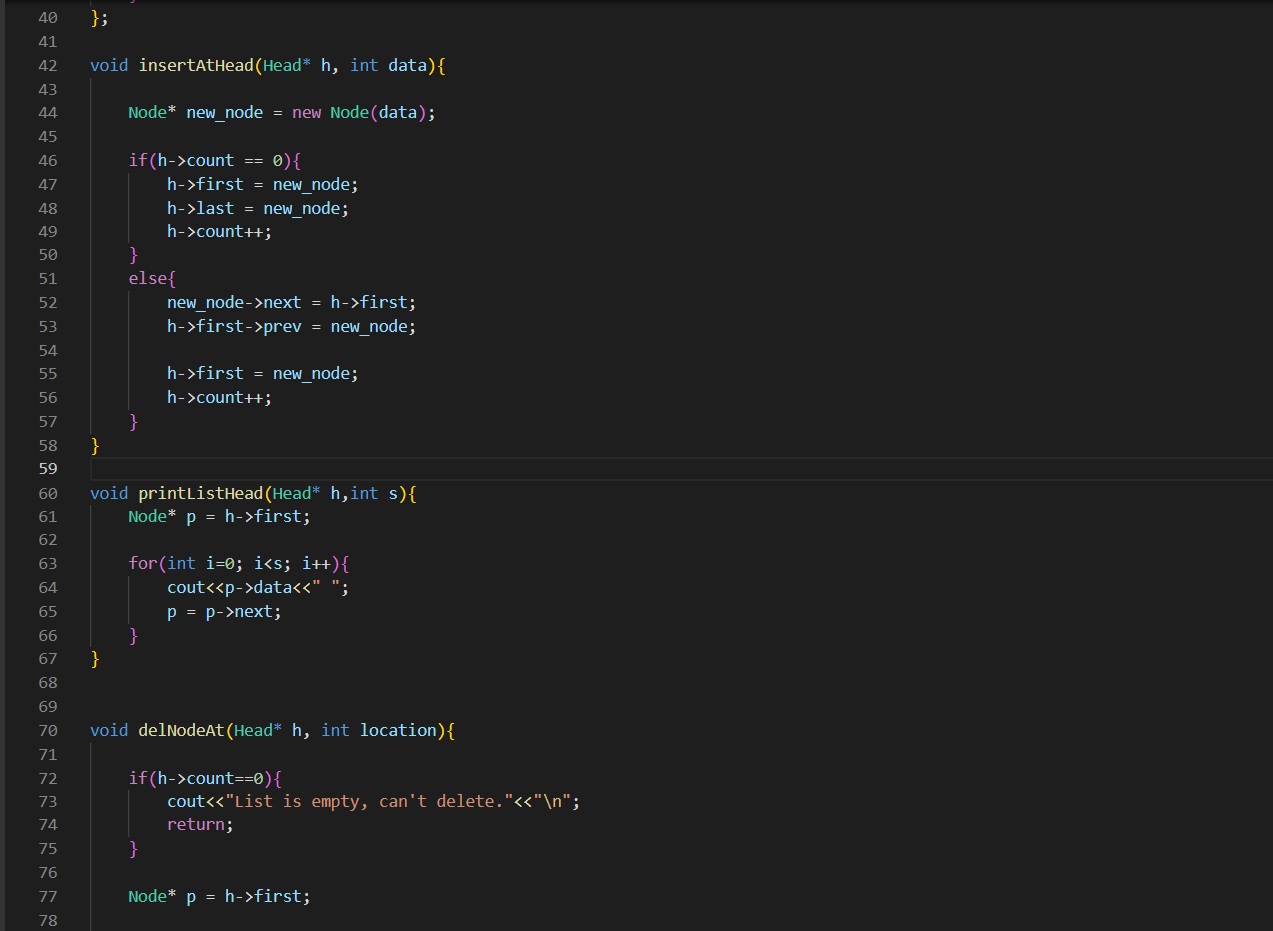 40 };
41
42 void insertAtHead(Head* h, int data){
43
44     Node* new_node = new Node(data);
45
46     if(h->count == 0){
47         h->first = new_node;
48         h->last = new_node;
49         h->count++;
50     }
51     else{
52         new_node->next = h->first;
53         h->first->prev = new_node;
54
55         h->first = new_node;
56         h->count++;
57     }
58 }
59
60 void printListHead(Head* h,int s){
61     Node* p = h->first;
62
63     for(int i=0; i<s; i++){
64         cout<<p->data<<" ";
65         p = p->next;
66     }
67 }
68
69
70 void delNodeAt(Head* h, int location){
71
72     if(h->count==0){
73         cout<<"List is empty, can't delete."<<"\n";
74         return;
75     }
76
77     Node* p = h->first;
78